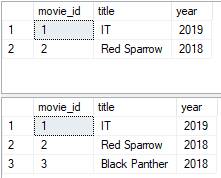 movie_id title year
1 1 IT 2019
2 2 Red Sparrow 2018
movie_id title year
1 1 IT 2019
2 2 Red Sparrow 2018
3 3 Black Panther 2018